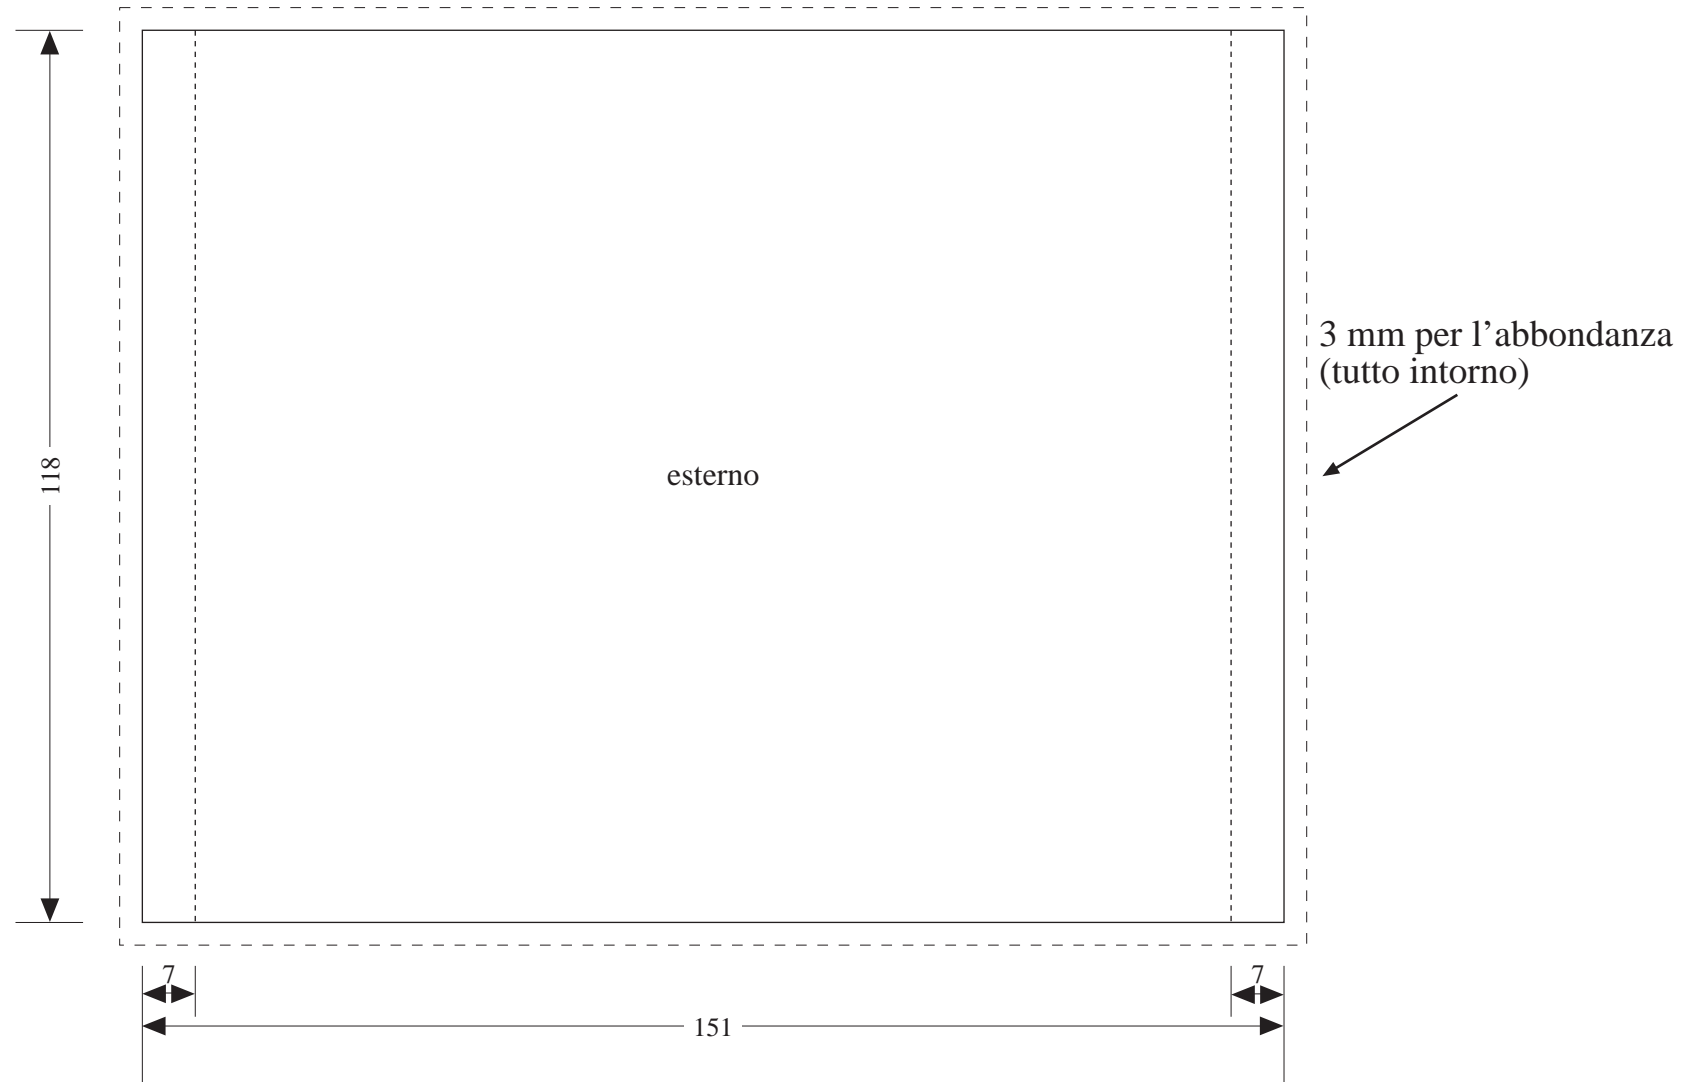 3 mm per l’abbondanza
(tutto intorno)
118
esterno
7
7
151